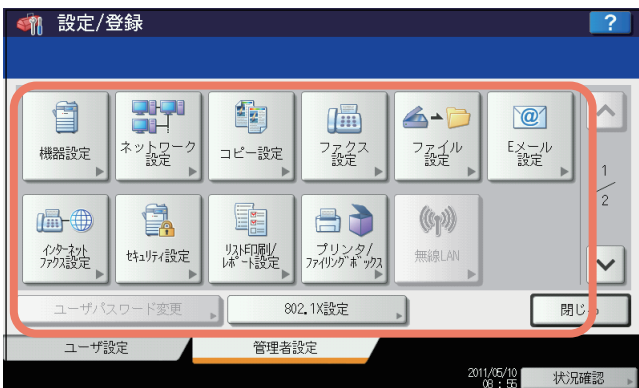 設定/登録
?
機器設定
ネットワーク
設定
コピー設定
ファクス
設定
ファイル
設定
@
Eメール
設定
1
2
インターネット
ファクス設定
セキュリティ設定
リスト印刷/
レポート設定
プリンタ/
ファイリングボックス
無線LAN
ユーザパスワード変更
802.1X設定
閉じる
ユーザ設定
管理者設定
2011/05/10
08:56
状況確認